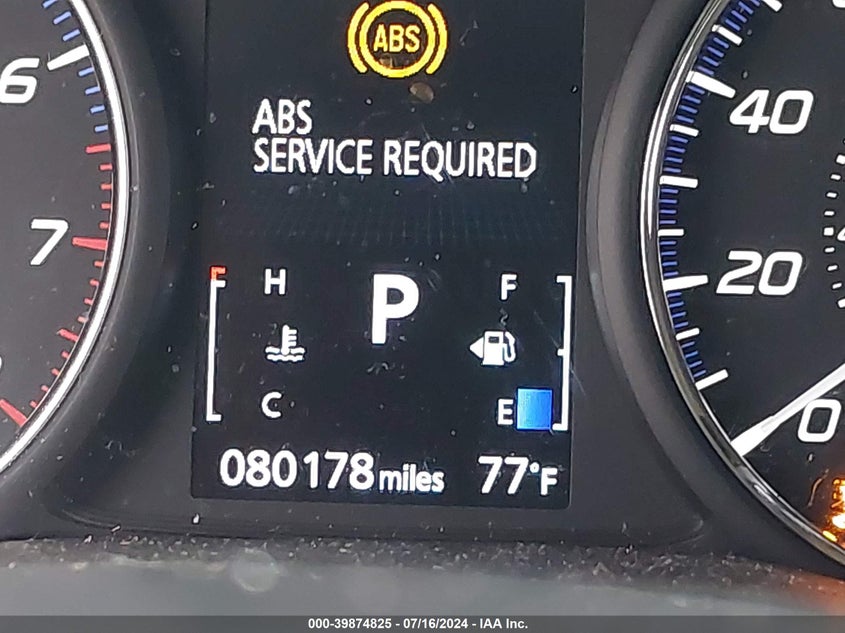 ABS
ABS
SERVICE REQUIRED
6
7
40
20
0
H
P
F
C
E
080178 miles
77°F
000-39874825 - 07/16/2024 - IAA Inc.